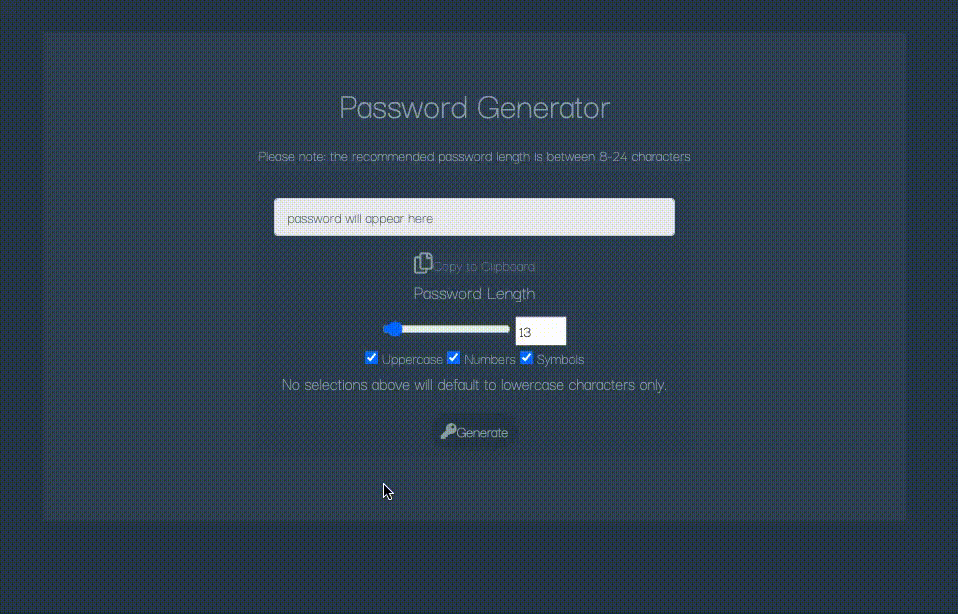 Password Generator
Please note: the recommended password length is between 8-24 characters
password will appear here
Copy to Clipboard
Password Length
13
Uppercase Numbers Symbols
No selections above will default to lowercase characters only.
Generate